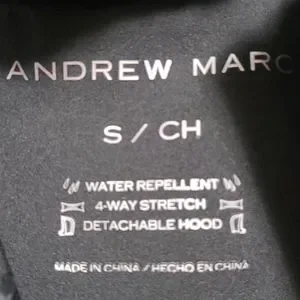 ANDREW MARC
S / CH
WATER REPELLENT
4-WAY STRETCH
DETACHABLE HOOD
MADE IN CHINA / HECHO EN CHINA